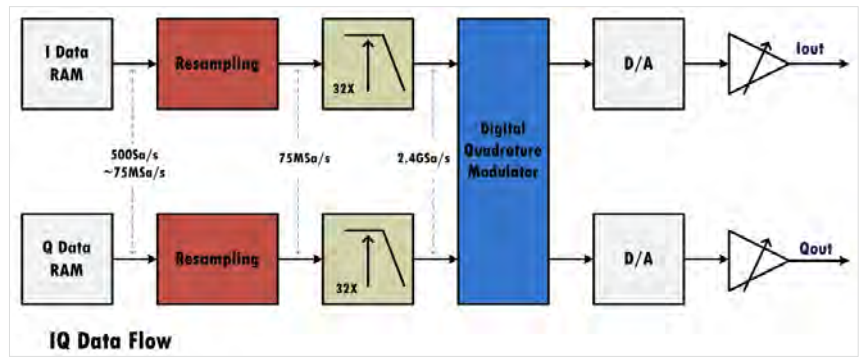 I Data
RAM
Resampling
32X
Digital
Quadrature
Modulator
D/A
Iout
500Sa/s
~75MSa/s
75MSa/s
2.4GSa/s
Q Data
RAM
Resampling
32X
D/A
Qout
IQ Data Flow